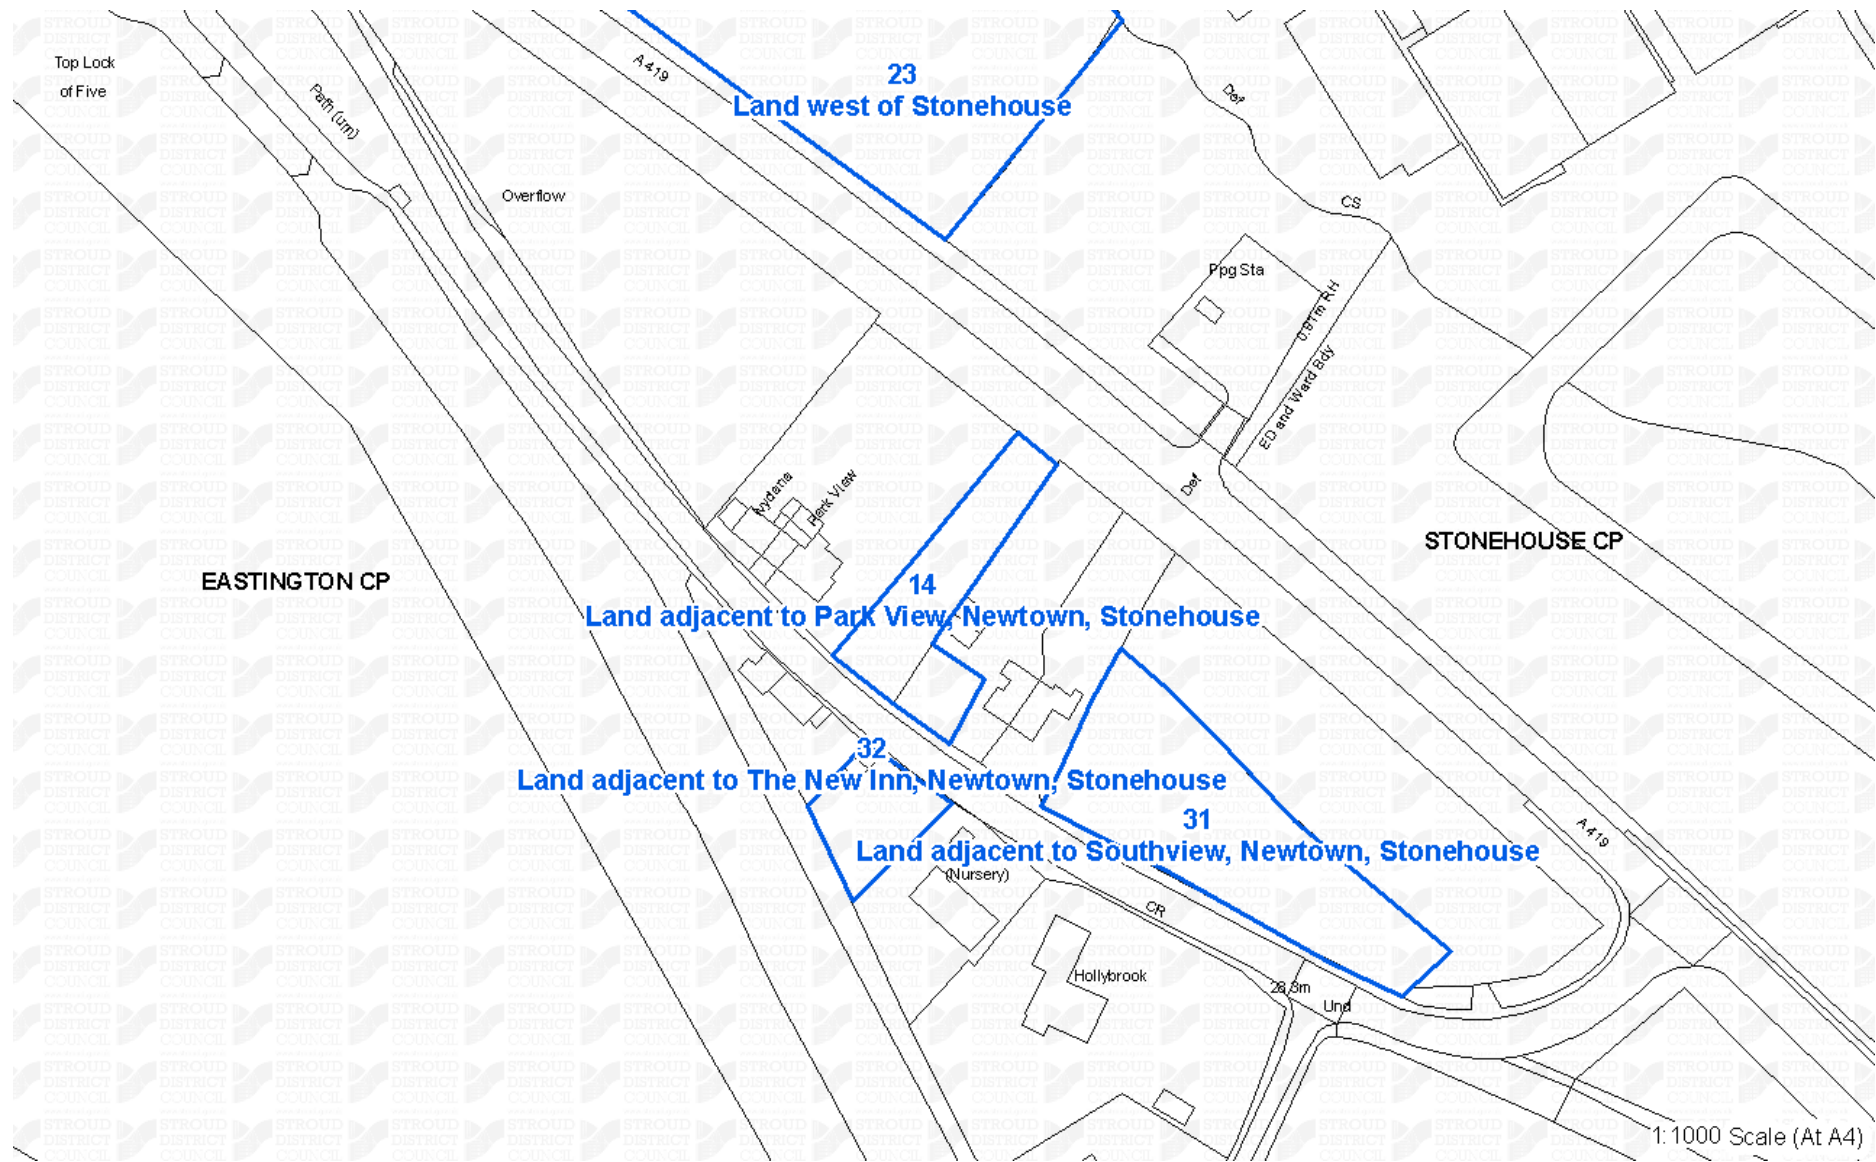 A 419
23
Land west of Stonehouse
Top Lock
of Five
Path (um)
Def
Overflow
CS
Ppg Sta
0.91m RH
ED and Ward Bdy
Def
Park View
STONEHOUSE CP
EASTINGTON CP
14
Land adjacent to Park View, Newtown, Stonehouse
32
Land adjacent to The New Inn, Newtown, Stonehouse
31
Land adjacent to Southview, Newtown, Stonehouse
A 419
(Nursery)
CR
Hollybrook
28.3m
Und
1:1000 Scale (At A4)
STROUD
DISTRICT
COUNCIL